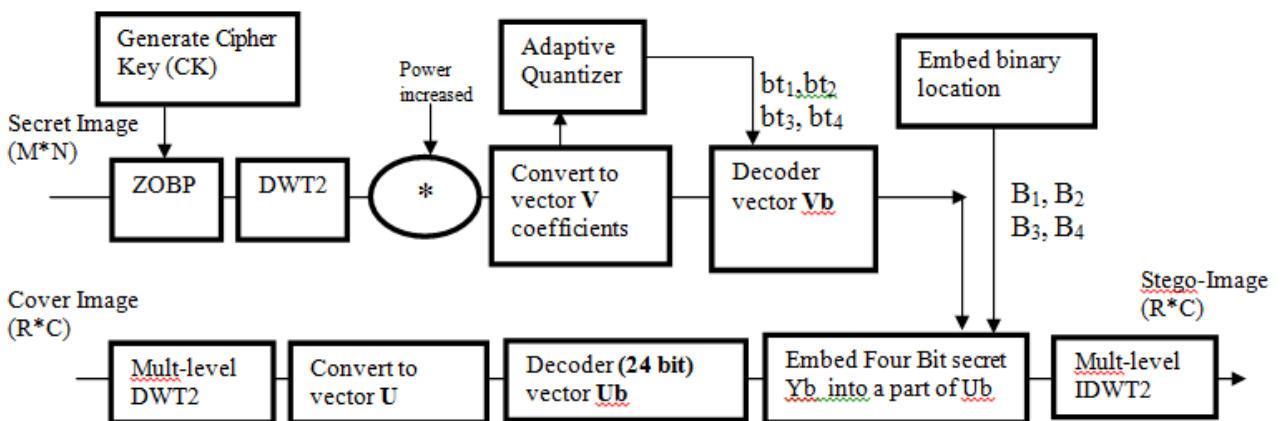 Generate Cipher
Key (CK)
Power
increased
Adaptive
Quantizer
bt1,bt2
bt3, bt4
Embed binary
location
Secret Image
(M*N)
ZOBP
DWT2
*
Convert to
vector V
coefficients
Decoder
vector Vb
B1, B2
B3, B4
Stego-Image
(R*C)
Cover Image
(R*C)
Mult-level
DWT2
Convert to
vector U
Decoder (24 bit)
vector Ub
Embed Four Bit secret
Yb into a part of Ub
Mult-level
IDWT2